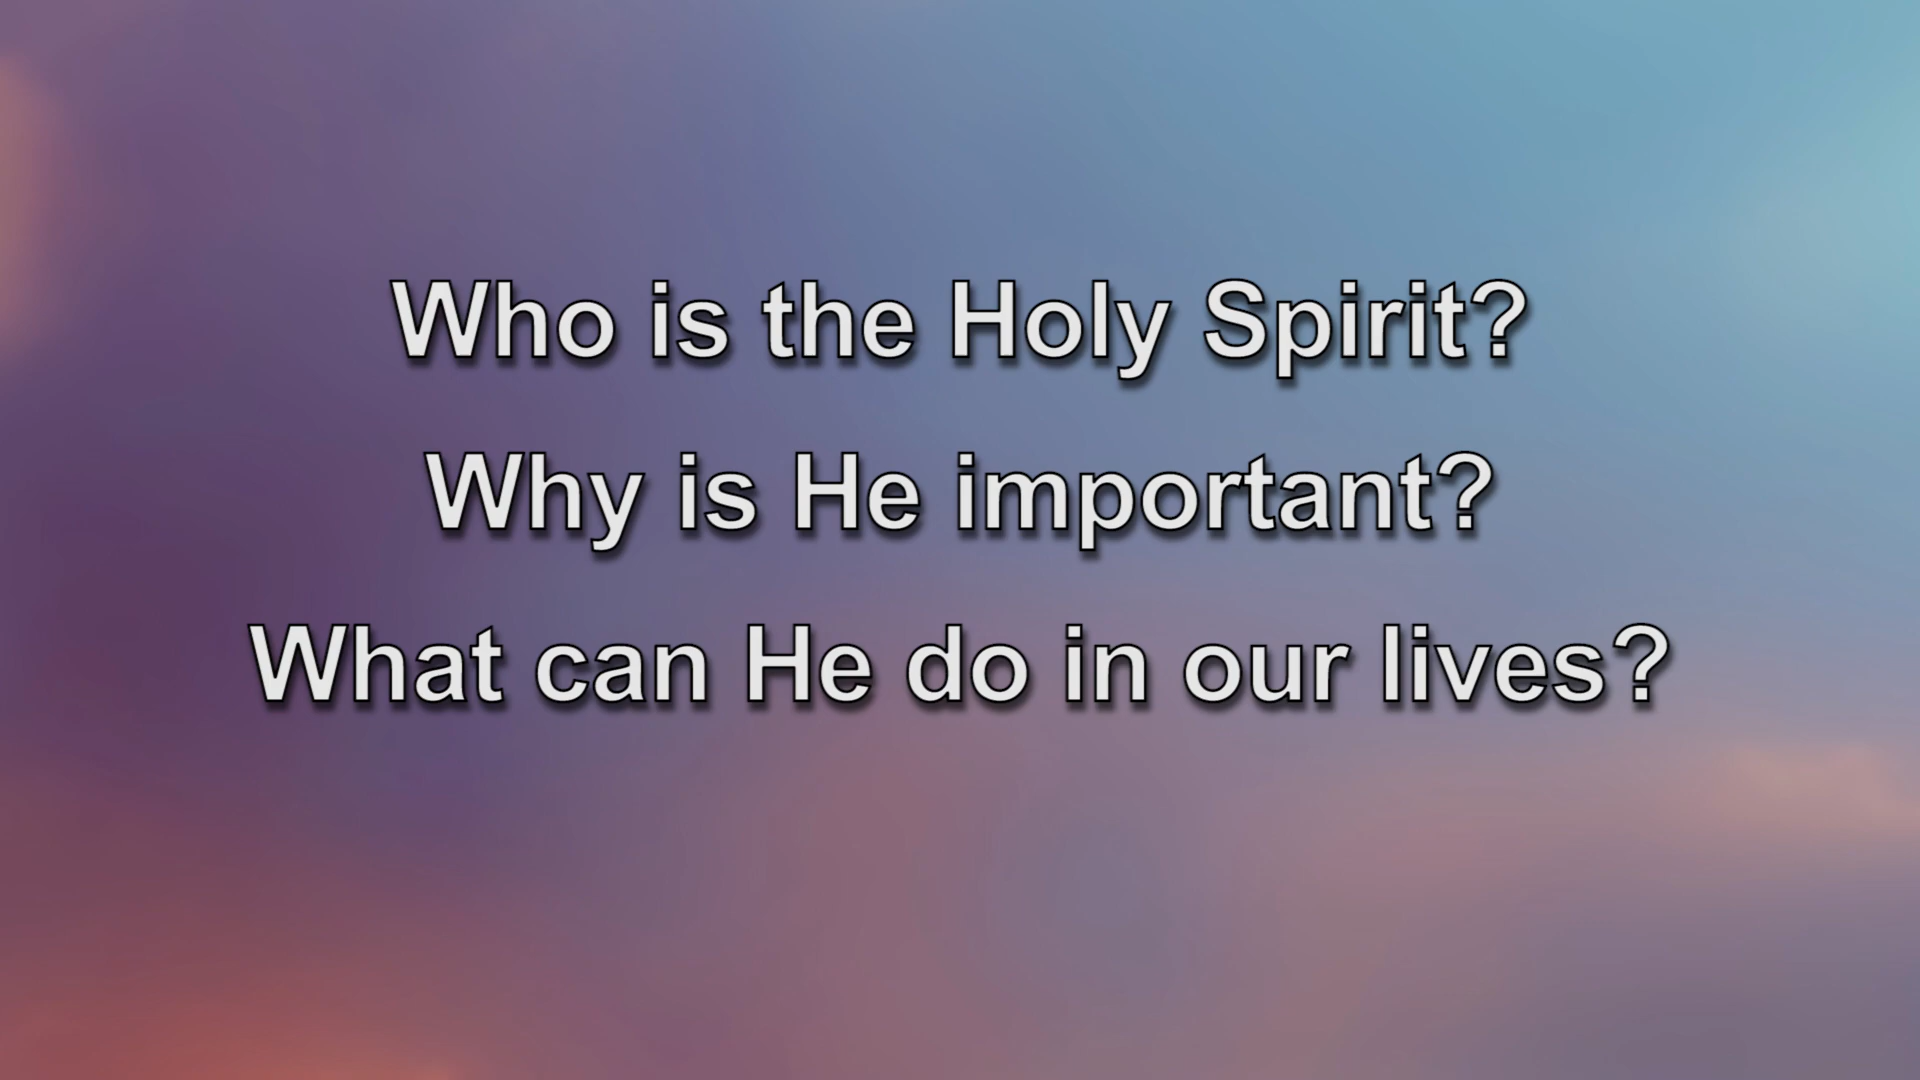 Who is the Holy Spirit?
Why is He important?
What can He do in our lives?